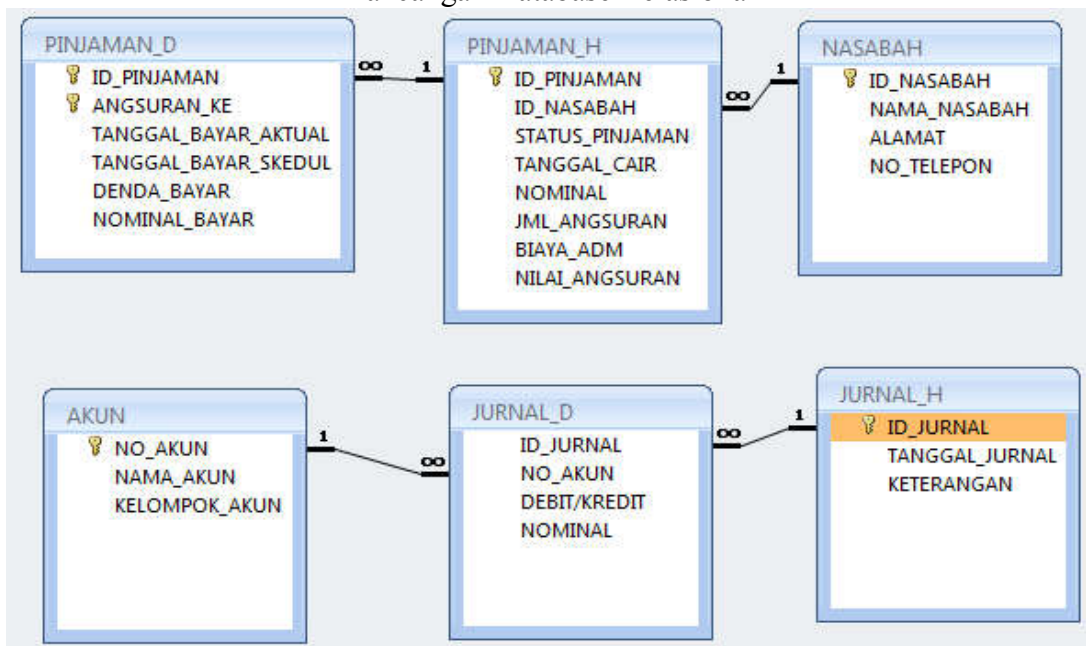 PINJAMAN_D
ID_PINJAMAN
ANGSURAN_KE
TANGGAL_BAYAR_AKTUAL
TANGGAL_BAYAR_SKEDUL
DENDA_BAYAR
NOMINAL_BAYAR
∞ 1
PINJAMAN_H
ID_PINJAMAN
ID_NASABAH
STATUS_PINJAMAN
TANGGAL_CAIR
NOMINAL
JML_ANGSURAN
BIAYA_ADM
NILAI_ANGSURAN
∞ 1
NASABAH
ID_NASABAH
NAMA_NASABAH
ALAMAT
NO_TELEPON
AKUN
NO_AKUN
NAMA_AKUN
KELOMPOK_AKUN
1 ∞
JURNAL_D
ID_JURNAL
NO_AKUN
DEBIT/KREDIT
NOMINAL
∞ 1
JURNAL_H
ID_JURNAL
TANGGAL_JURNAL
KETERANGAN